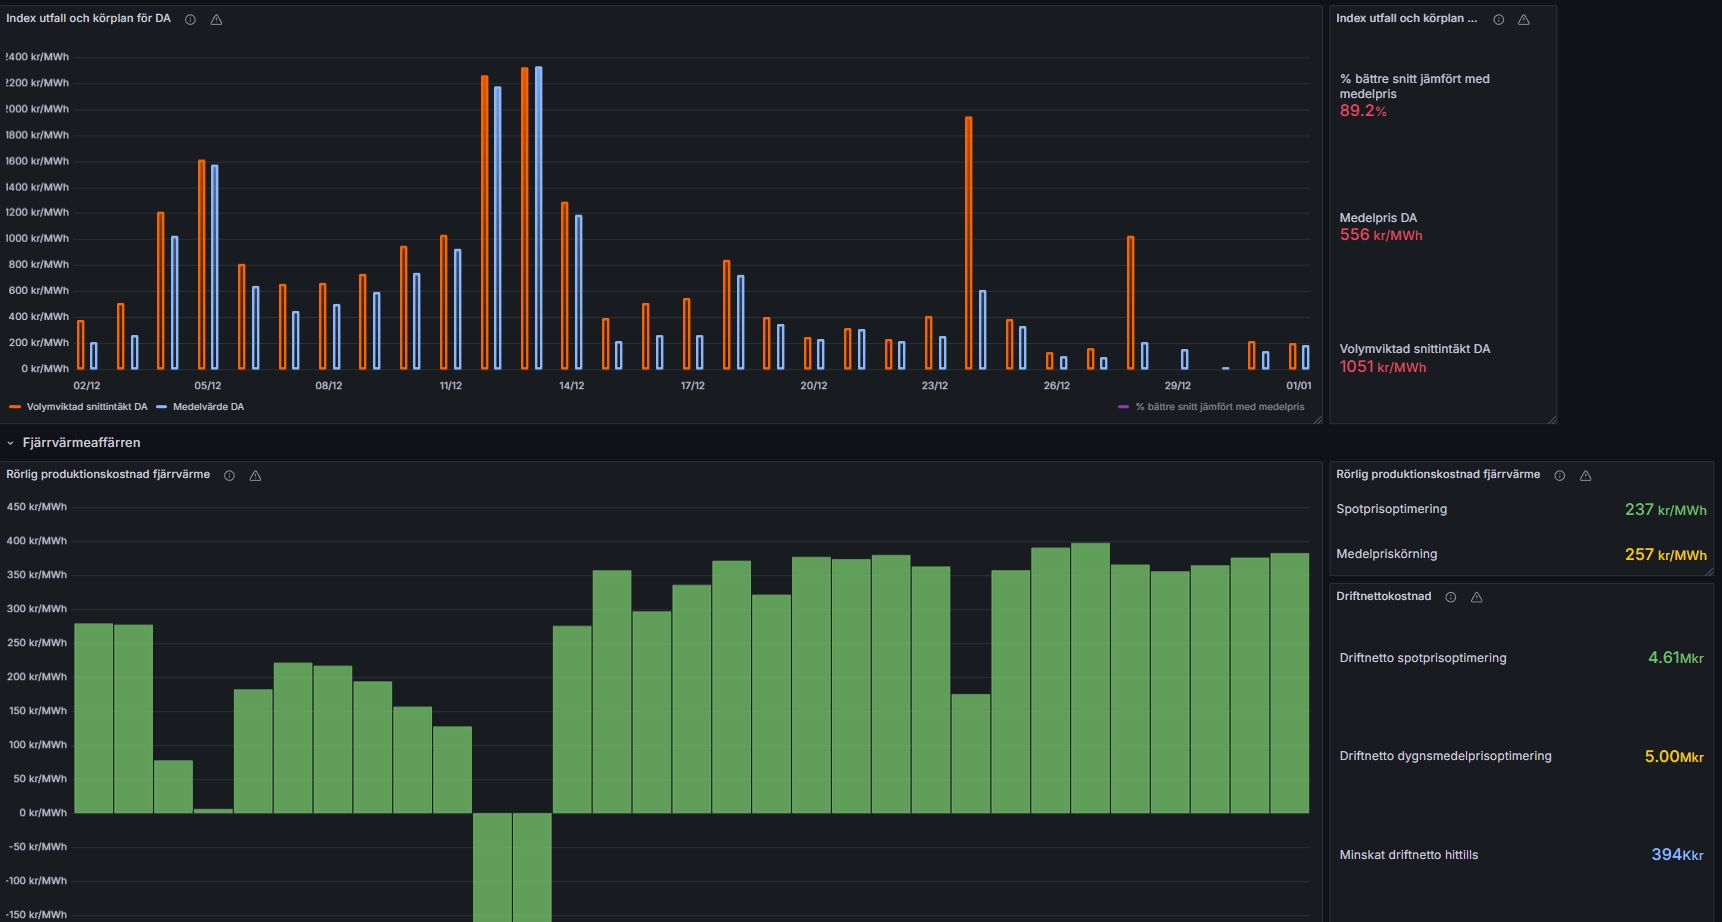 Index utfall och körplan för DA
2400 kr/MWh
2200 kr/MWh
2000 kr/MWh
1800 kr/MWh
1600 kr/MWh
1400 kr/MWh
1200 kr/MWh
1000 kr/MWh
800 kr/MWh
600 kr/MWh
400 kr/MWh
200 kr/MWh
0 kr/MWh
02/12 05/12 08/12 11/12 14/12 17/12 20/12 23/12 26/12 29/12 01/01
Volymviktad snittintäkt DA Medelvärde DA % bättre snitt jämfört med medelpris
Index utfall och körplan ...
% bättre snitt jämfört med
medelpris
89.2%
Medelpris DA
556 kr/MWh
Volymviktad snittintäkt DA
1051 kr/MWh
Fjärrvärmeaffärren
Rörlig produktionskostnad fjärrvärme
450 kr/MWh
400 kr/MWh
350 kr/MWh
300 kr/MWh
250 kr/MWh
200 kr/MWh
150 kr/MWh
100 kr/MWh
50 kr/MWh
0 kr/MWh
-50 kr/MWh
-100 kr/MWh
-150 kr/MWh
Rörlig produktionskostnad fjärrvärme
Spotprisoptimering 237 kr/MWh
Medelpriskörning 257 kr/MWh
Driftnettokostnad
Driftnetto spotprisoptimering 4.61Mkr
Driftnetto dygnsmedelprisoptimering 5.00Mkr
Minskat driftnetto hittills 394Kkr